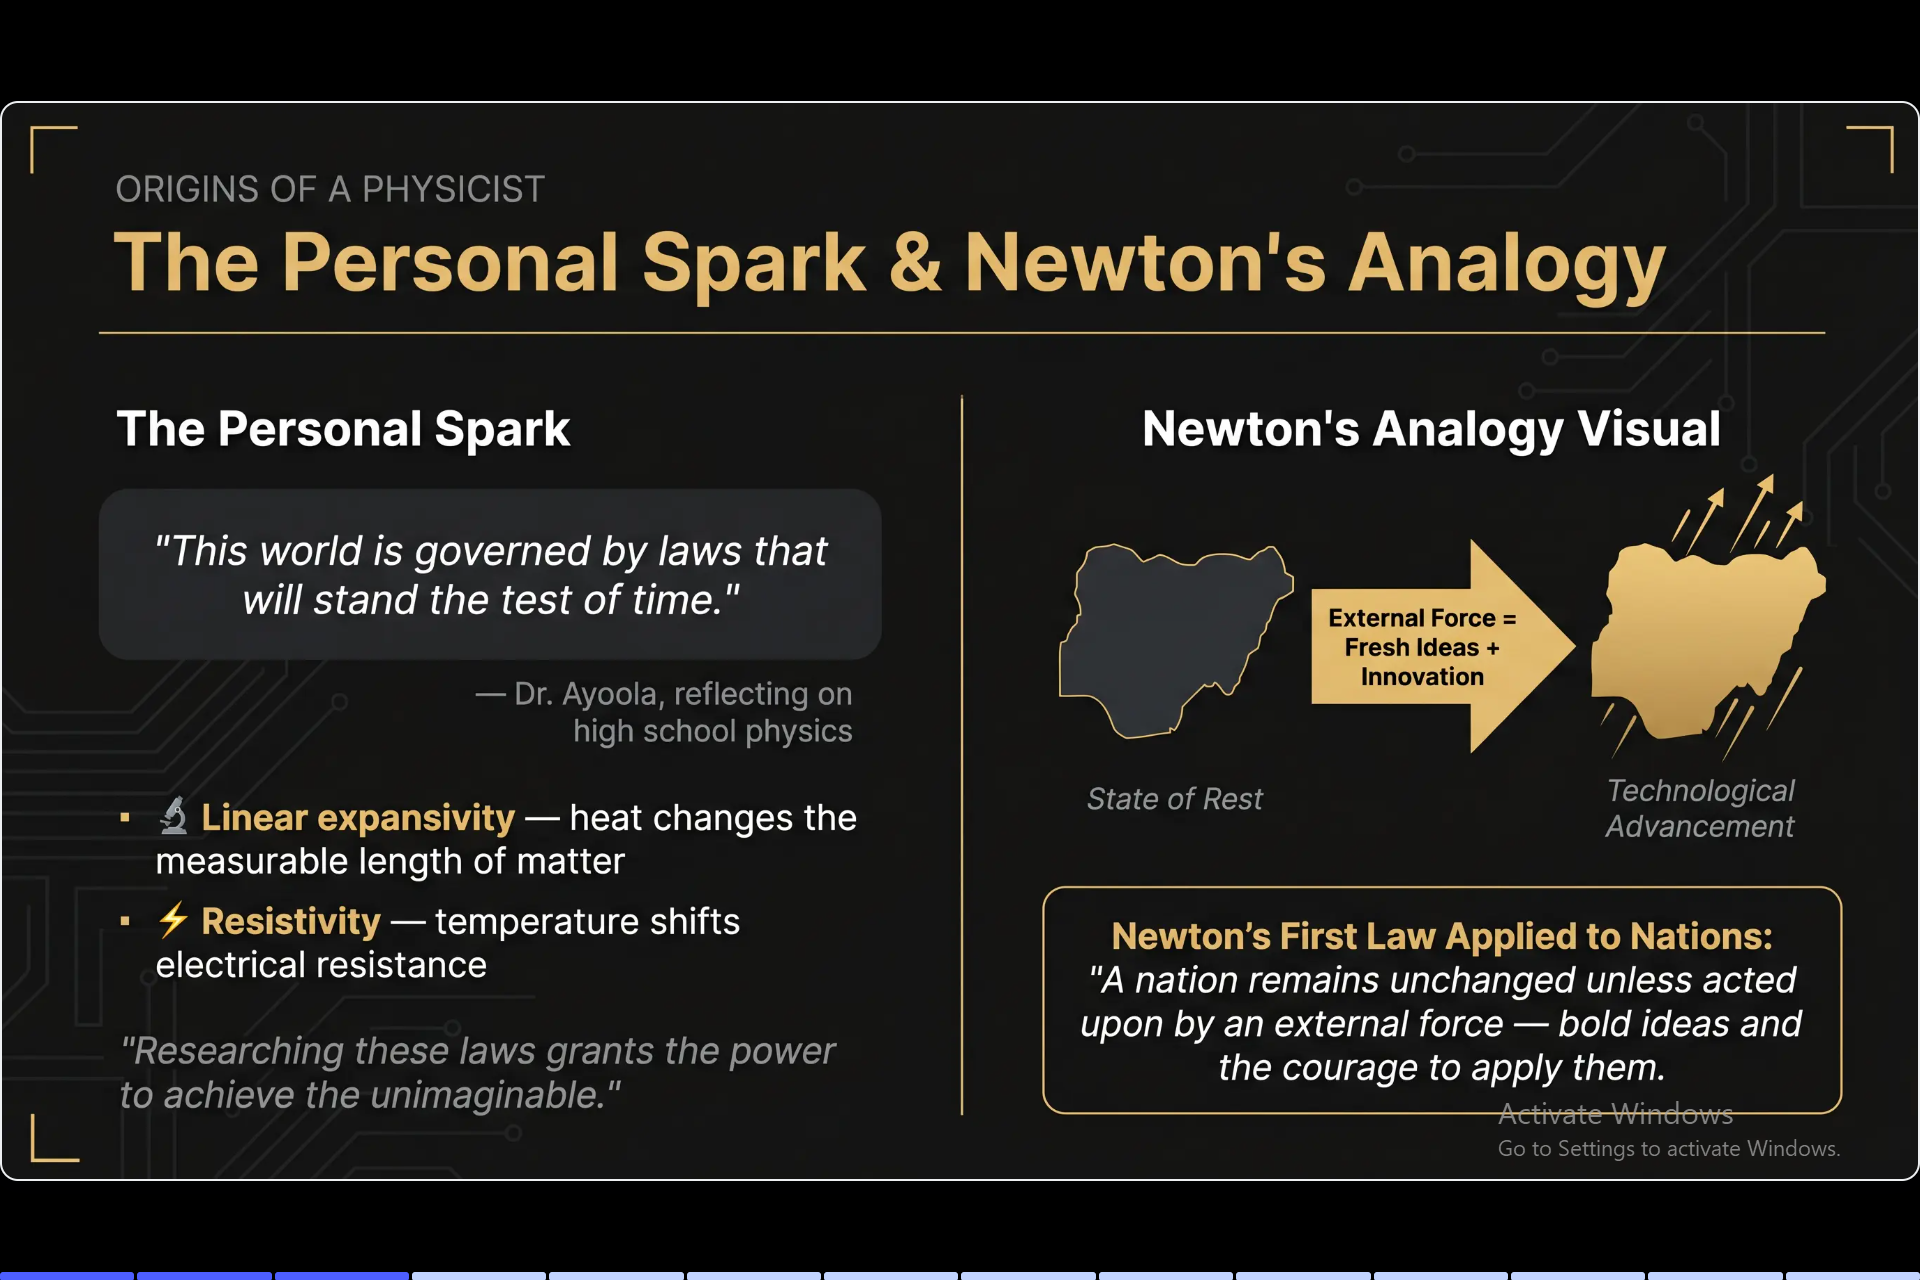 ORIGINS OF A PHYSICIST
The Personal Spark & Newton's Analogy
The Personal Spark
"This world is governed by laws that
will stand the test of time."
— Dr. Ayoola, reflecting on
high school physics
▪ 🔬 Linear expansivity — heat changes the
measurable length of matter
▪ ⚡ Resistivity — temperature shifts
electrical resistance
"Researching these laws grants the power
to achieve the unimaginable."
Newton's Analogy Visual
External Force =
Fresh Ideas +
Innovation
State of Rest
Technological
Advancement
Newton’s First Law Applied to Nations:
"A nation remains unchanged unless acted
upon by an external force — bold ideas and
the courage to apply them.
Activate Windows
Go to Settings to activate Windows.